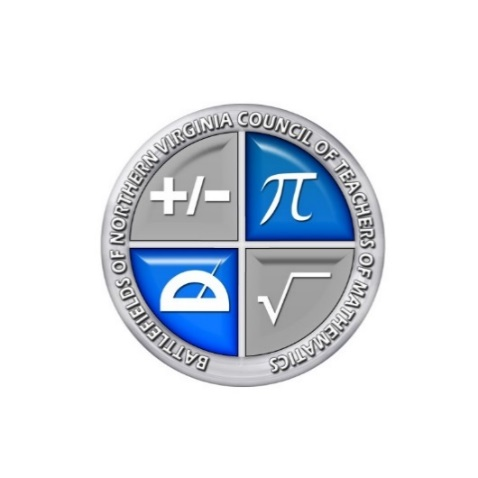 BATTLEFIELDS OF NORTHERN VIRGINIA COUNCIL OF TEACHERS OF MATHEMATICS
+/- π
√